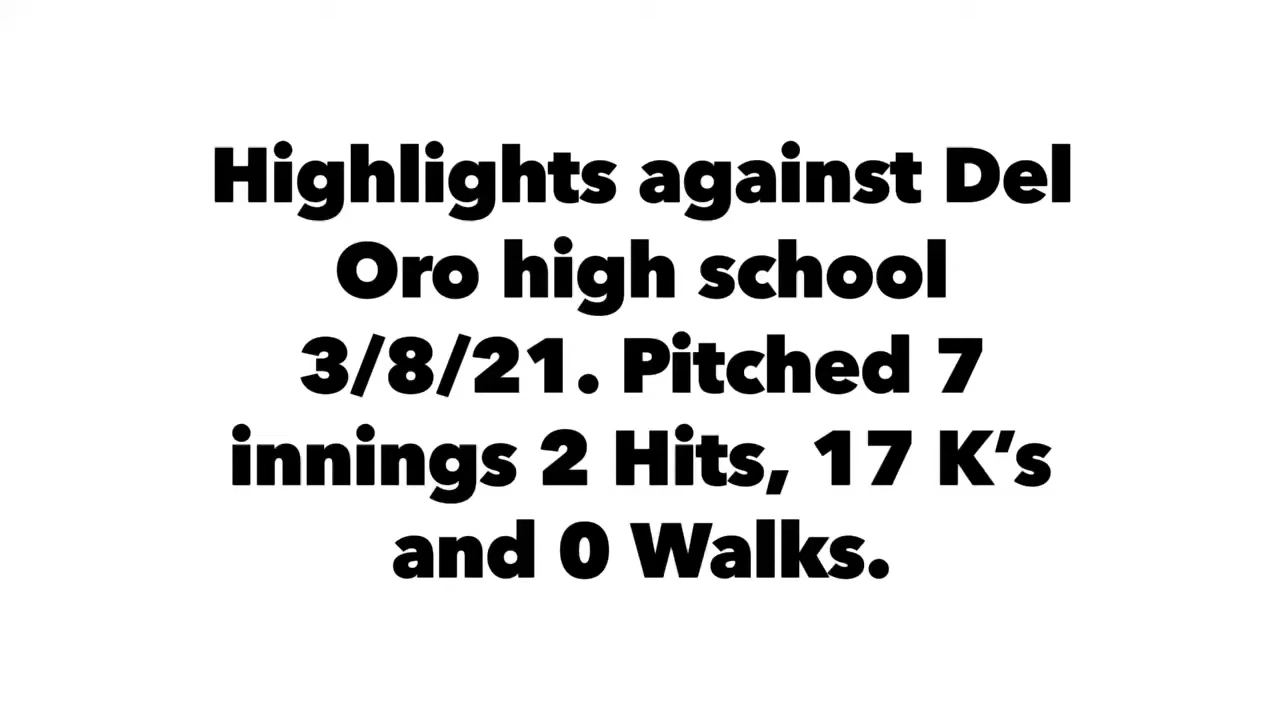 Highlights against Del
Oro high school
3/8/21. Pitched 7
innings 2 Hits, 17 K’s
and 0 Walks.